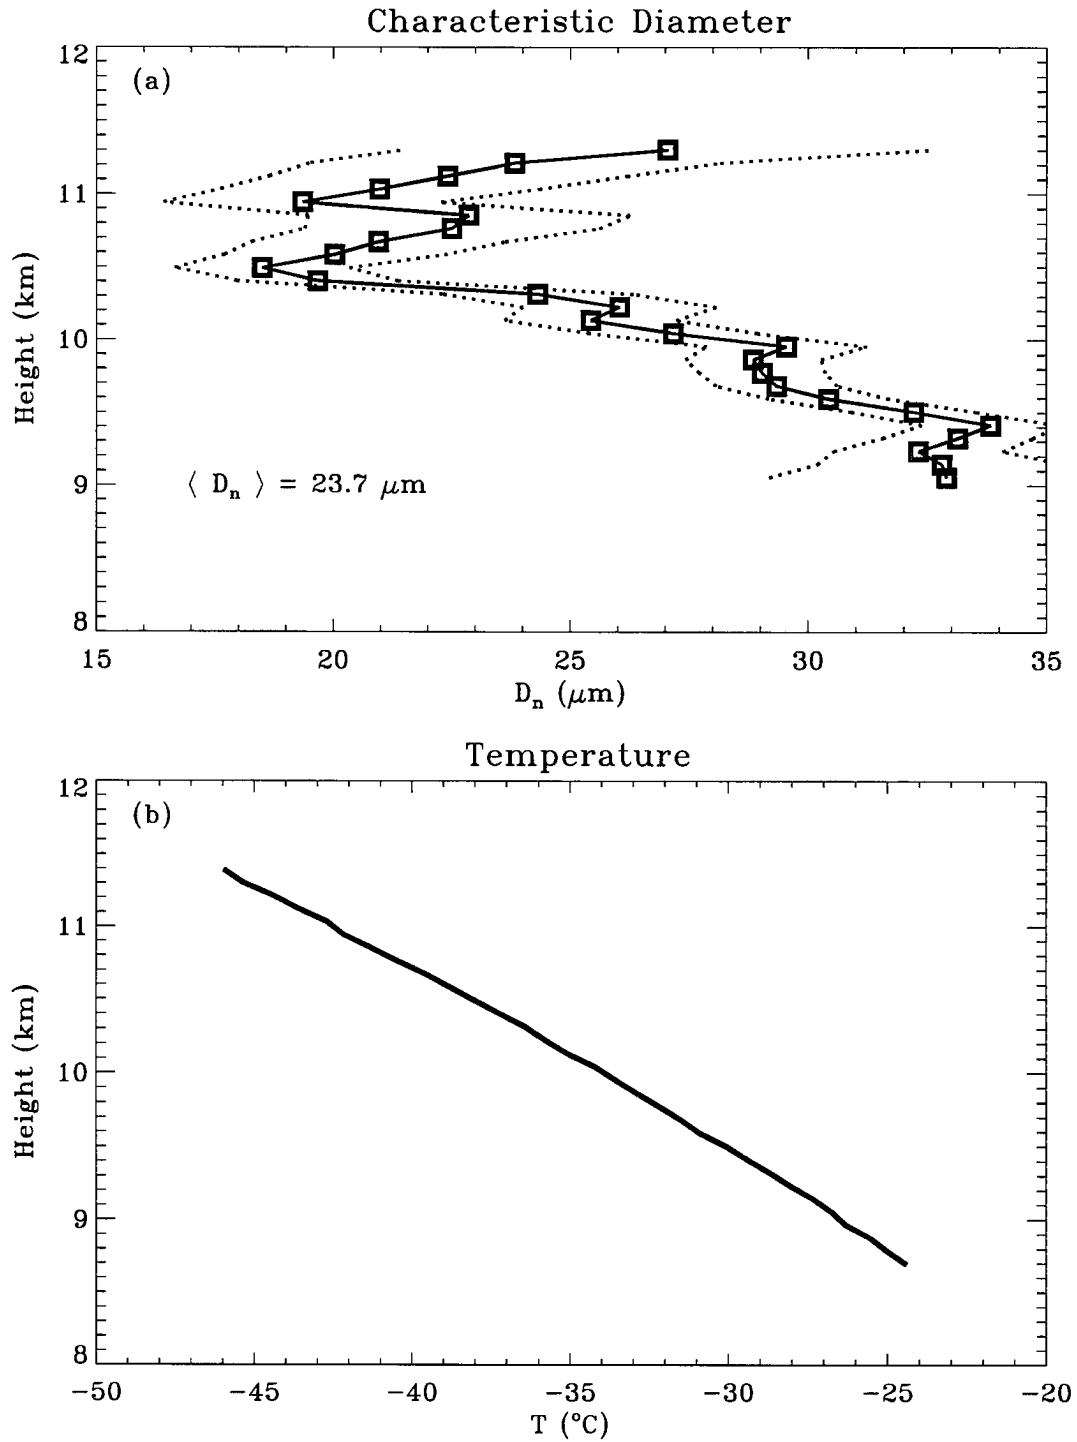 Characteristic Diameter
(a)
12
11
10
9
8
Height (km)
⟨ Dₙ ⟩ = 23.7 μm
15 20 25 30 35
Dₙ (μm)
Temperature
(b)
12
11
10
9
8
Height (km)
−50 −45 −40 −35 −30 −25 −20
T (°C)